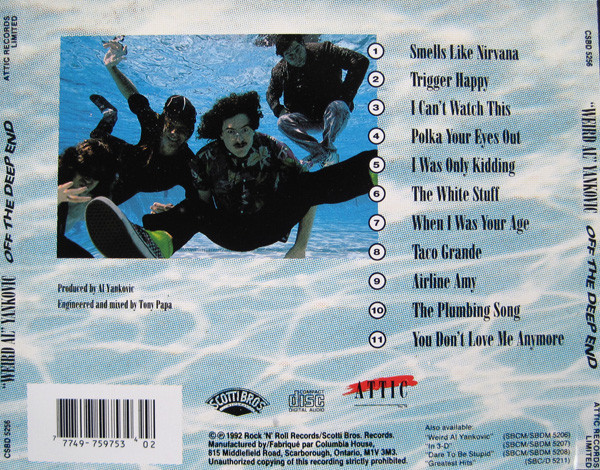 ATTIC RECORDS LIMITED
"WEIRD AL" YANKOVIC
OFF THE DEEP END
CSBD 5256
1 Smells Like Nirvana
2 Trigger Happy
3 I Can't Watch This
4 Polka Your Eyes Out
5 I Was Only Kidding
6 The White Stuff
7 When I Was Your Age
8 Taco Grande
9 Airline Amy
10 The Plumbing Song
11 You Don't Love Me Anymore
Produced by Al Yankovic
Engineered and mixed by Tony Papa
7 7749-759753 4 02
SCOTTI BROS
COMPACT
disc
DIGITAL AUDIO
ATTIC
©℗ 1992 Rock 'N' Roll Records/Scotti Bros. Records.
Manufactured by/Fabriqué par Columbia House,
815 Middlefield Road, Scarborough, Ontario, M1V 3M3.
Unauthorized copying of this recording strictly prohibited.
Also available:
"Weird Al Yankovic" (SBCM/SBDM 5206)
"In 3-D" (SBCM/SBDM 5207)
"Dare To Be Stupid" (SBCM/SBDM 5208)
"Greatest Hits" (SBC/D 5211)
CSBD 5256
"WEIRD AL" YANKOVIC
OFF THE DEEP END
ATTIC RECORDS LIMITED